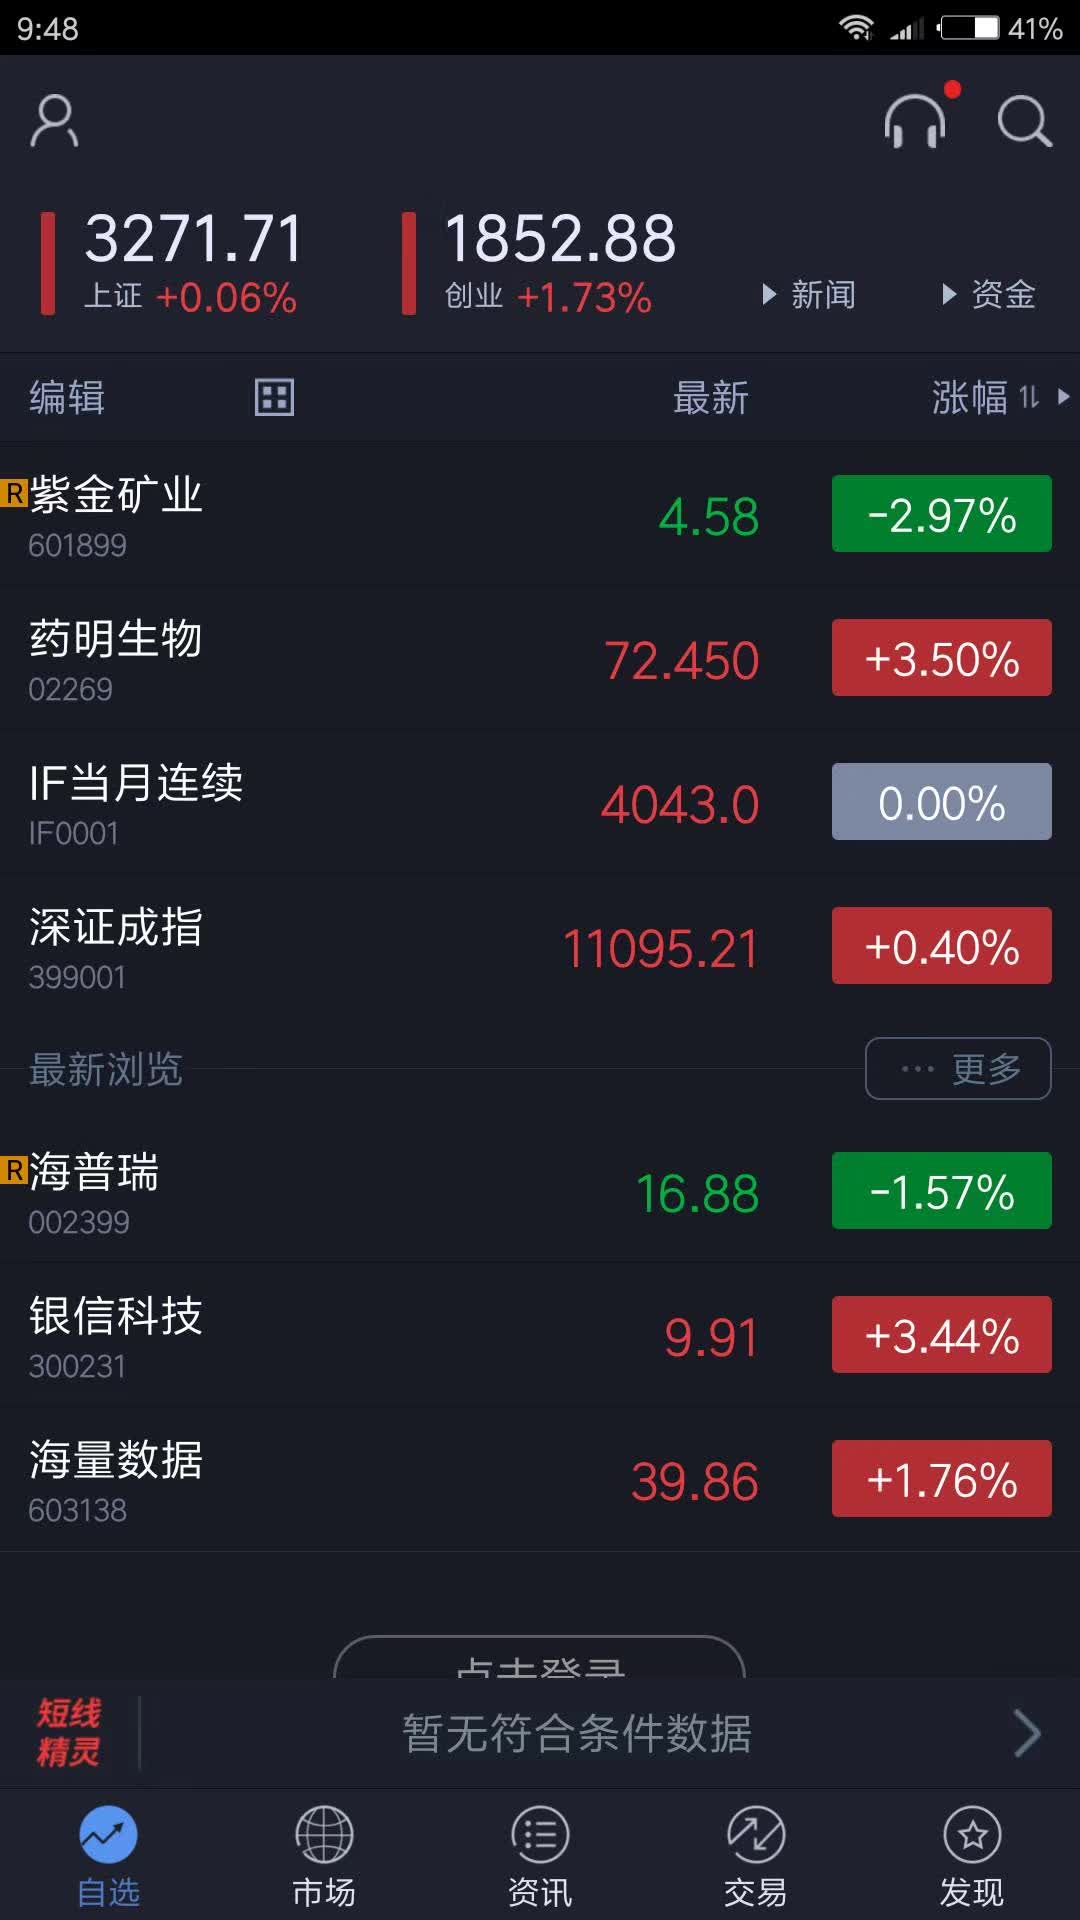 9:48
41%
3271.71
上证 +0.06%
1852.88
创业 +1.73%
新闻
资金
编辑
最新
涨幅
R 紫金矿业
601899
4.58
-2.97%
药明生物
02269
72.450
+3.50%
IF当月连续
IF0001
4043.0
0.00%
深证成指
399001
11095.21
+0.40%
最新浏览
··· 更多
R 海普瑞
002399
16.88
-1.57%
银信科技
300231
9.91
+3.44%
海量数据
603138
39.86
+1.76%
点击登录
短线
精灵
暂无符合条件数据
自选
市场
资讯
交易
发现